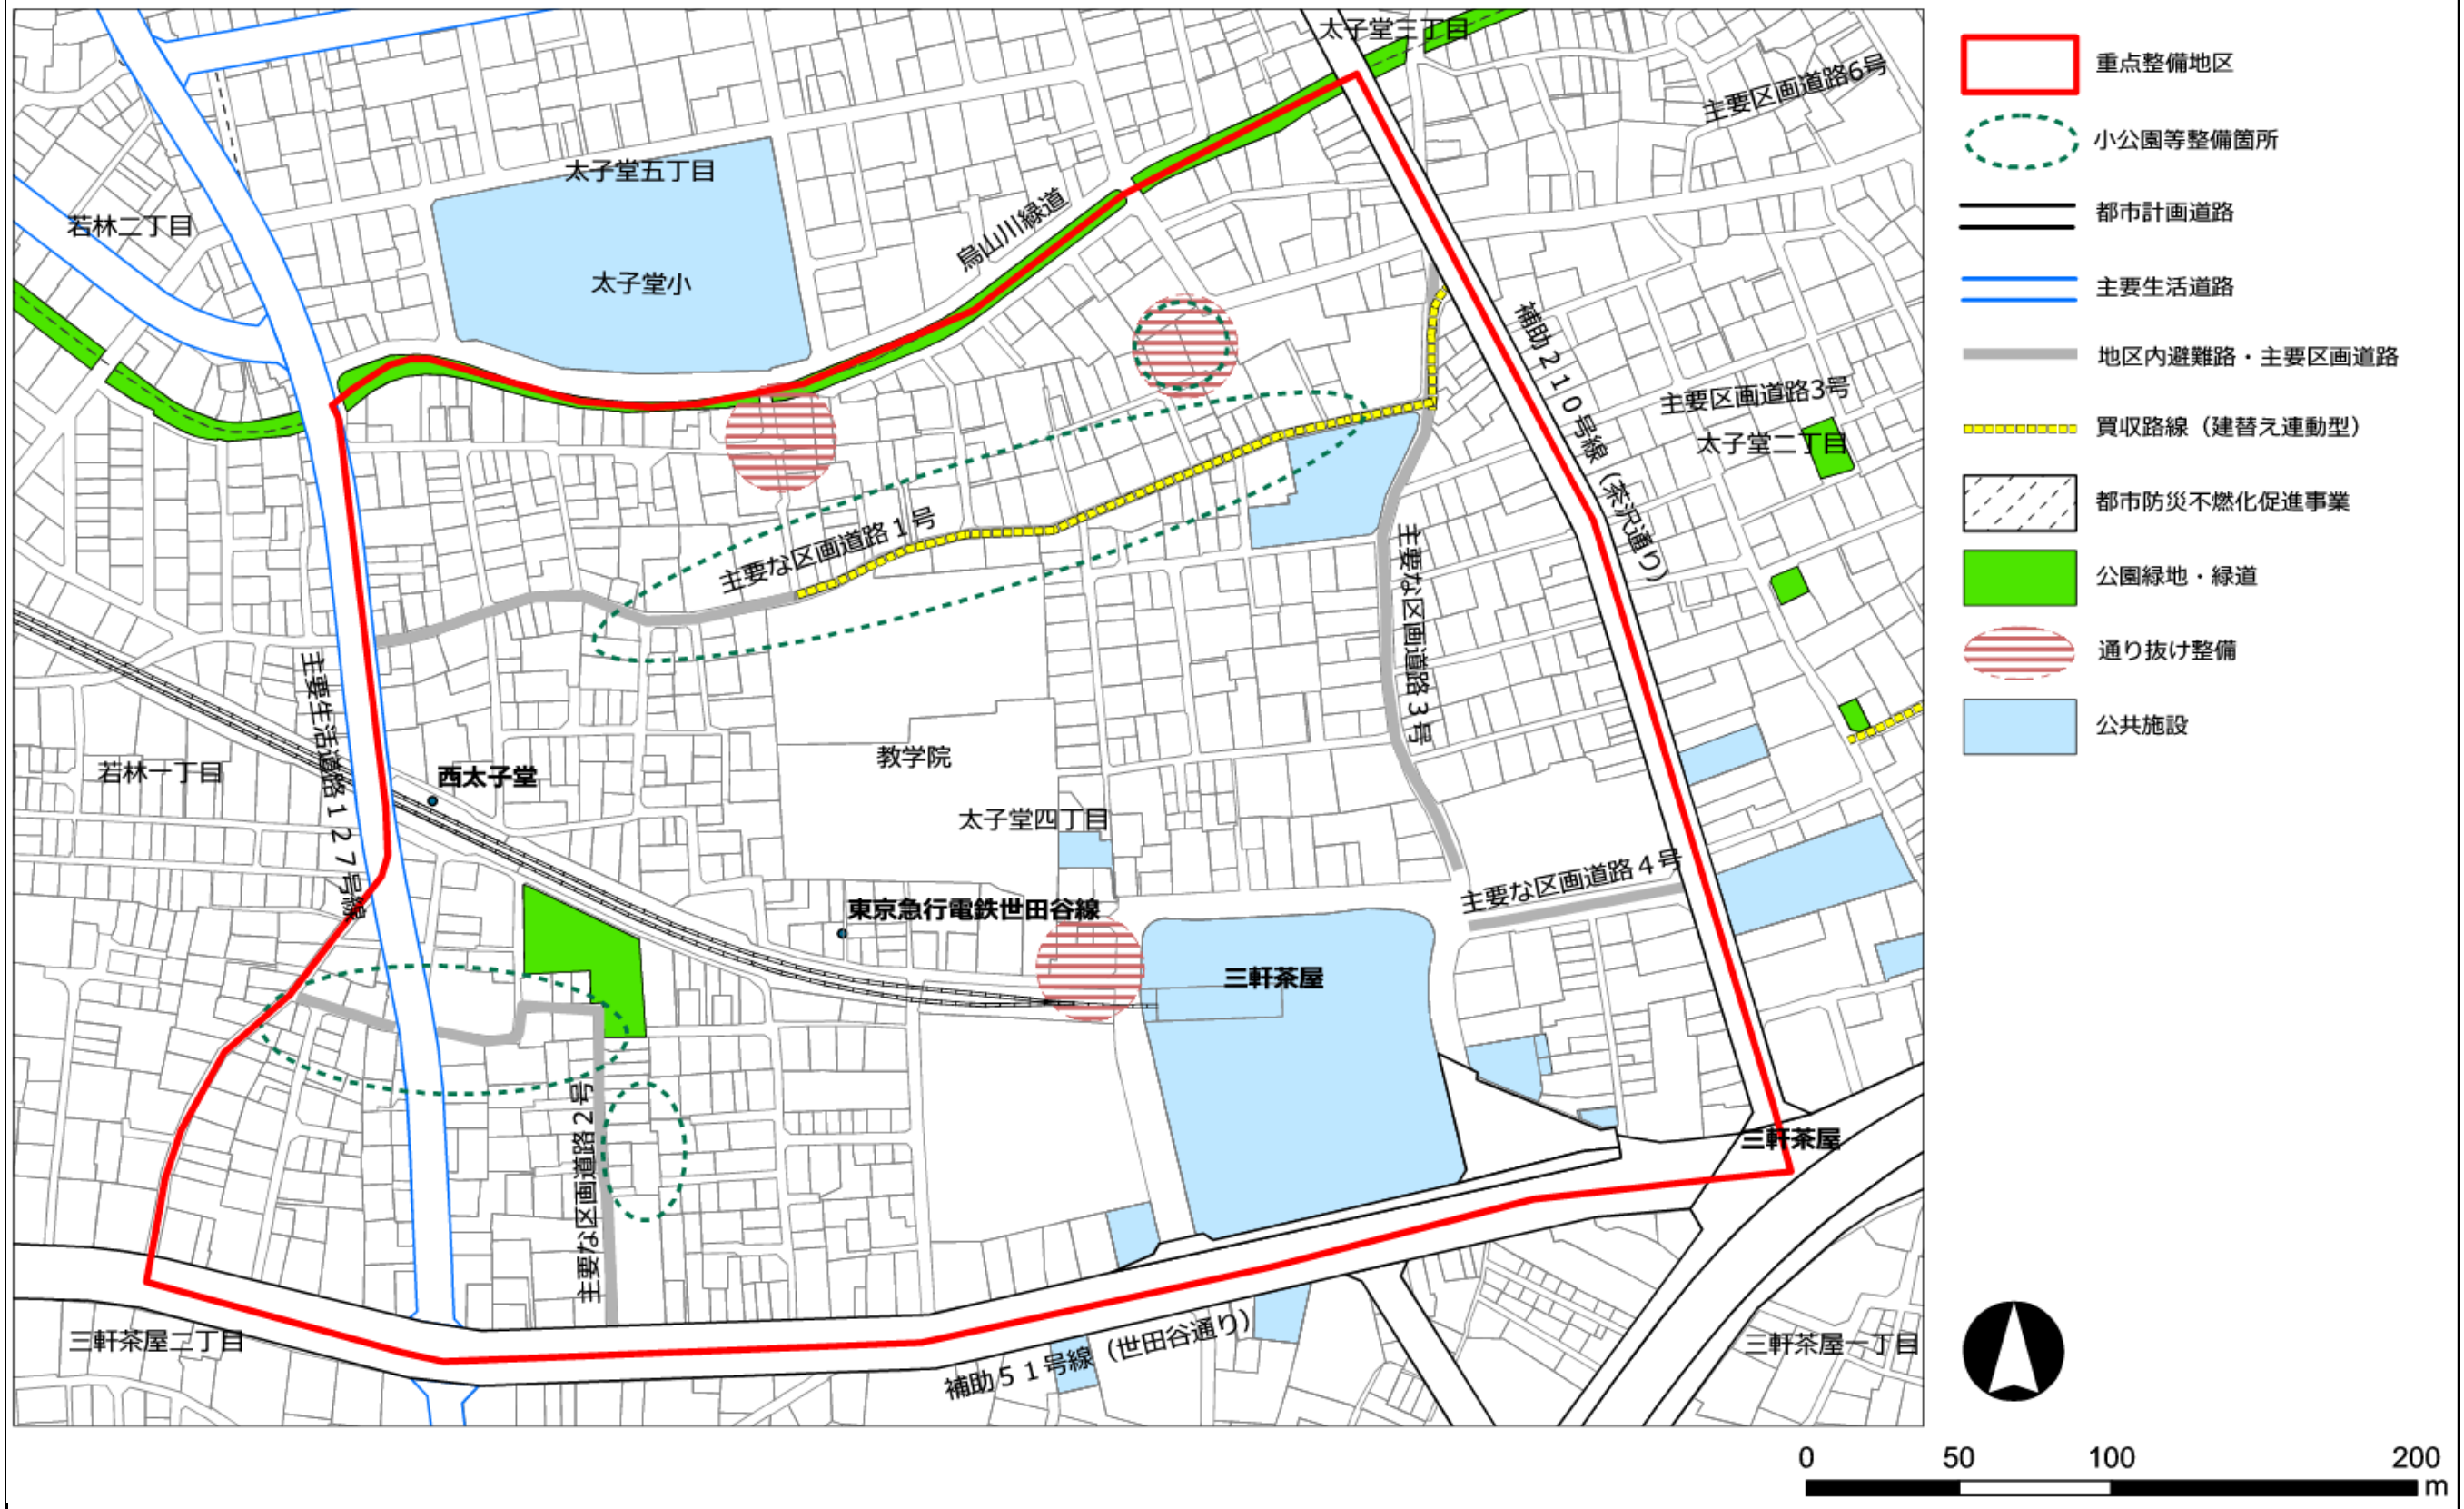 太子堂三丁目
主要区画道路6号
太子堂五丁目
若林二丁目
烏山川緑道
太子堂小
補助２１０号線（茶沢通り）
主要区画道路3号
太子堂二丁目
主要な区画道路１号
主要な区画道路３号
主要生活道路１２７号線
西太子堂
若林一丁目
教学院
太子堂四丁目
主要な区画道路４号
東京急行電鉄世田谷線
三軒茶屋
主要な区画道路２号
三軒茶屋
三軒茶屋二丁目
補助５１号線（世田谷通り）
三軒茶屋一丁目
重点整備地区
小公園等整備箇所
都市計画道路
主要生活道路
地区内避難路・主要区画道路
買収路線（建替え連動型）
都市防災不燃化促進事業
公園緑地・緑道
通り抜け整備
公共施設
0 50 100 200
m